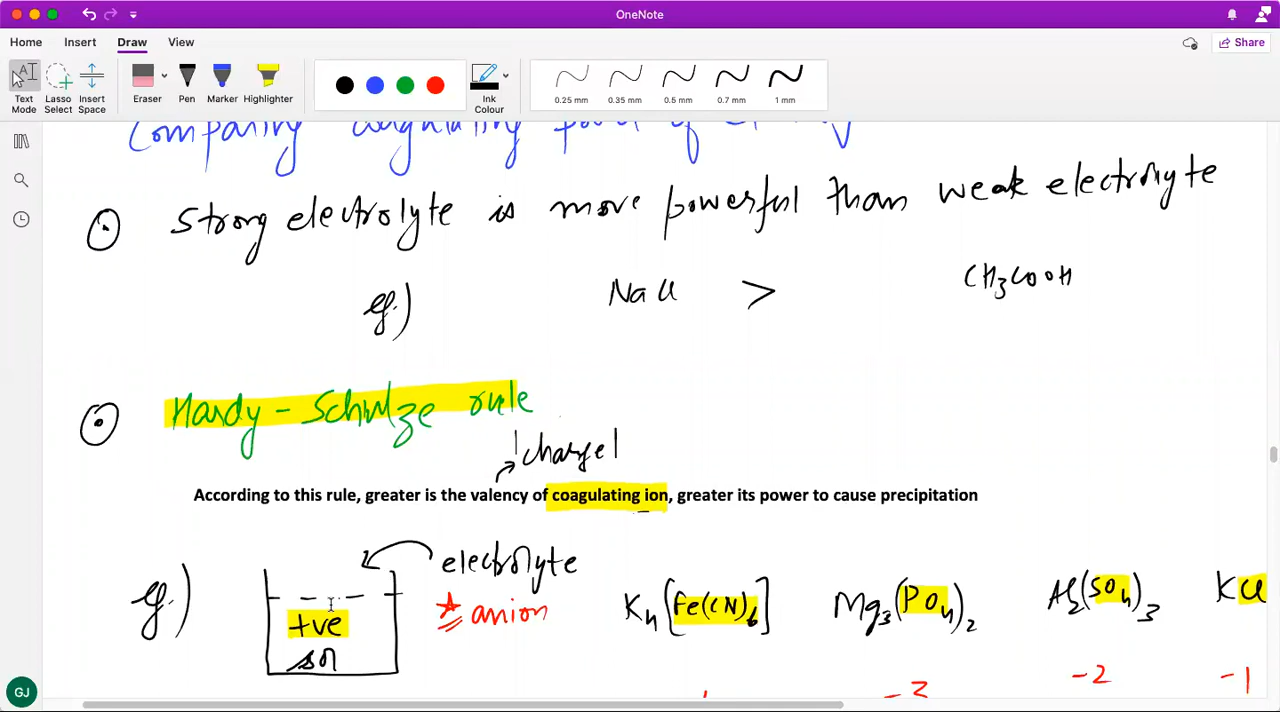 OneNote
Home Insert Draw View
Share
Text Mode
Lasso Select
Insert Space
Eraser
Pen
Marker
Highlighter
Ink Colour
0.25 mm 0.35 mm 0.5 mm 0.7 mm 1 mm
Comparing power of
⊙ Strong electrolyte is more powerful than weak electrolyte
eg.) NaCl > CH3COOH
⊙ Hardy - Schulze rule
|charge|
According to this rule, greater is the valency of coagulating ion, greater its power to cause precipitation
eg.) electrolyte
+ve sol
★ anion
K4[Fe(CN)6] Mg3(PO4)2 Al2(SO4)3 KCl
-3 -2 -1
GJ